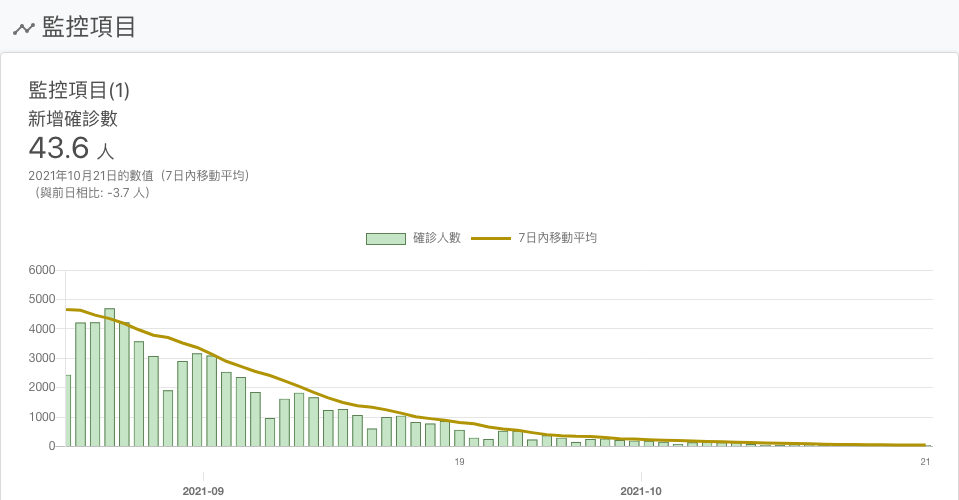 監控項目
監控項目(1)
新增確診數
43.6 人
2021年10月21日的數值（7日內移動平均）
（與前日相比: -3.7 人）
確診人數 7日內移動平均
6000
5000
4000
3000
2000
1000
0
19 21
2021-09 2021-10